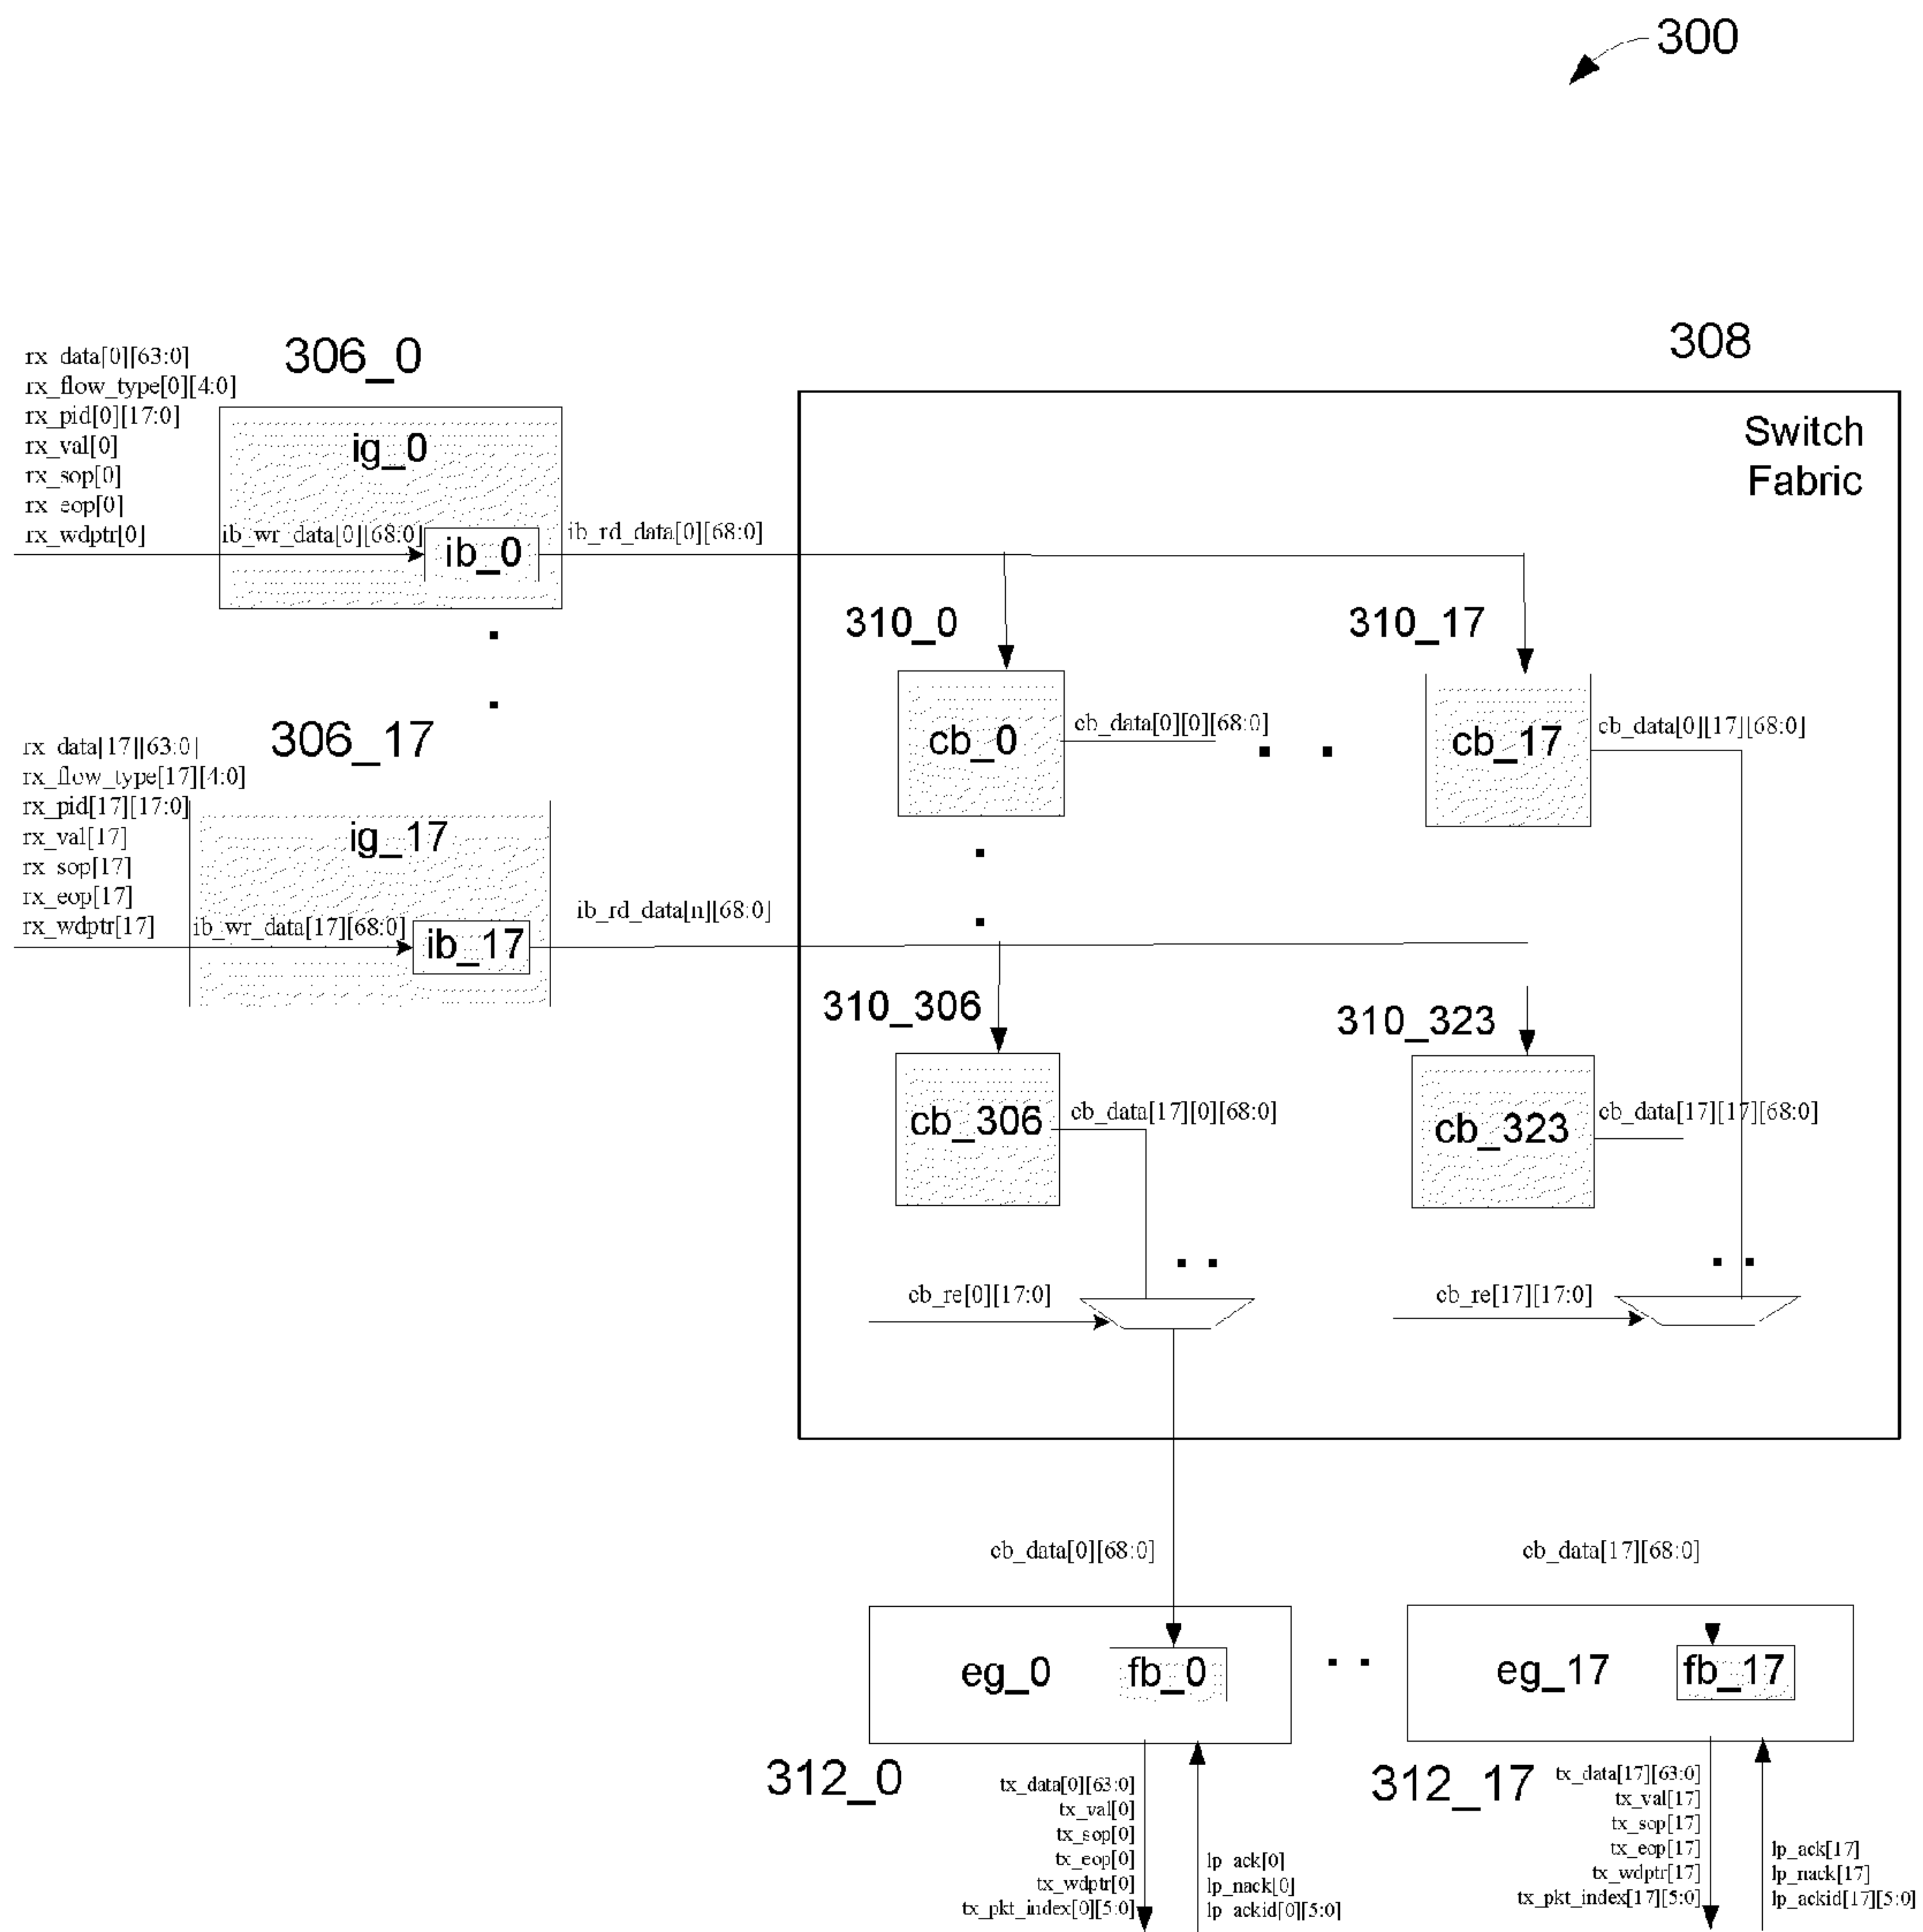 300
308
306_0
rx_data[0][63:0]
rx_flow_type[0][4:0]
rx_pid[0][17:0]
rx_val[0]
rx_sop[0]
rx_eop[0]
rx_wdptr[0]
ig_0
ib_wr_data[0][68:0]
ib_0
ib_rd_data[0][68:0]
Switch
Fabric
310_0
310_17
cb_0
cb_data[0][0][68:0]
cb_17
cb_data[0][17][68:0]
306_17
rx_data[17][63:0]
rx_flow_type[17][4:0]
rx_pid[17][17:0]
rx_val[17]
rx_sop[17]
rx_eop[17]
rx_wdptr[17]
ig_17
ib_wr_data[17][68:0]
ib_17
ib_rd_data[n][68:0]
310_306
310_323
cb_306
cb_data[17][0][68:0]
cb_323
cb_data[17][17][68:0]
cb_re[0][17:0]
cb_re[17][17:0]
cb_data[0][68:0]
cb_data[17][68:0]
eg_0
fb_0
eg_17
fb_17
312_0
tx_data[0][63:0]
tx_val[0]
tx_sop[0]
tx_eop[0]
tx_wdptr[0]
tx_pkt_index[0][5:0]
lp_ack[0]
lp_nack[0]
lp_ackid[0][5:0]
312_17
tx_data[17][63:0]
tx_val[17]
tx_sop[17]
tx_eop[17]
tx_wdptr[17]
tx_pkt_index[17][5:0]
lp_ack[17]
lp_nack[17]
lp_ackid[17][5:0]